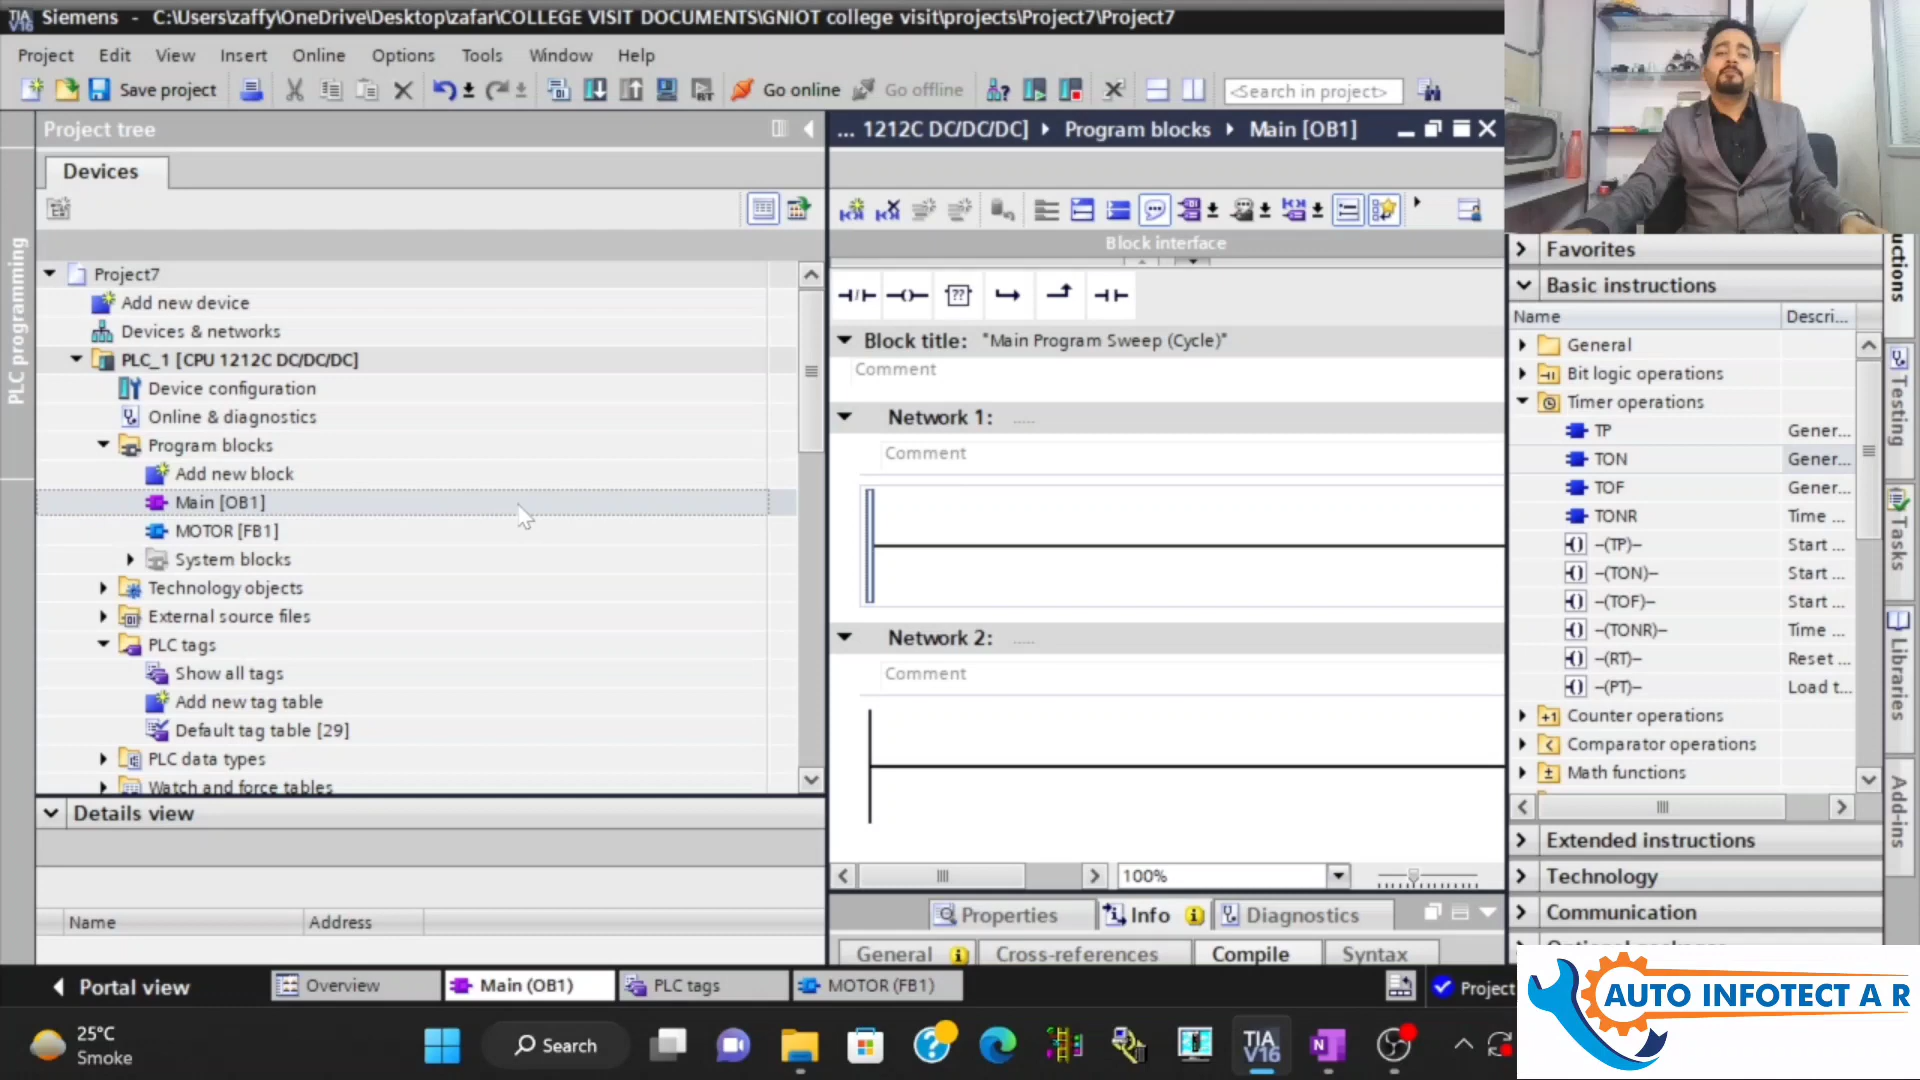 Siemens - C:\Users\zaffy\OneDrive\Desktop\zafar\COLLEGE VISIT DOCUMENTS\GNIOT college visit\projects\Project7\Project7
Project Edit View Insert Online Options Tools Window Help
Save project Go online Go offline <Search in project>
Project tree
Devices
PLC programming
Project7
Add new device
Devices & networks
PLC_1 [CPU 1212C DC/DC/DC]
Device configuration
Online & diagnostics
Program blocks
Add new block
Main [OB1]
MOTOR [FB1]
System blocks
Technology objects
External source files
PLC tags
Show all tags
Add new tag table
Default tag table [29]
PLC data types
Watch and force tables
Details view
Name Address
... 1212C DC/DC/DC] Program blocks Main [OB1]
Block interface
??
Block title: "Main Program Sweep (Cycle)"
Comment
Network 1: .....
Comment
Network 2: .....
Comment
100%
Properties Info Diagnostics
General Cross-references Compile Syntax
Favorites
Basic instructions
Name Descri...
General
Bit logic operations
Timer operations
TP Gener...
TON Gener...
TOF Gener...
TONR Time ...
-(TP)- Start ...
-(TON)- Start ...
-(TOF)- Start ...
-(TONR)- Time ...
-(RT)- Reset ...
-(PT)- Load t...
Counter operations
Comparator operations
Math functions
Extended instructions
Technology
Communication
Testing
Tasks
Libraries
Add-ins
Portal view Overview Main (OB1) PLC tags MOTOR (FB1) Project
25°C
Smoke
Search
TIA
V16
AUTO INFOTECT A R